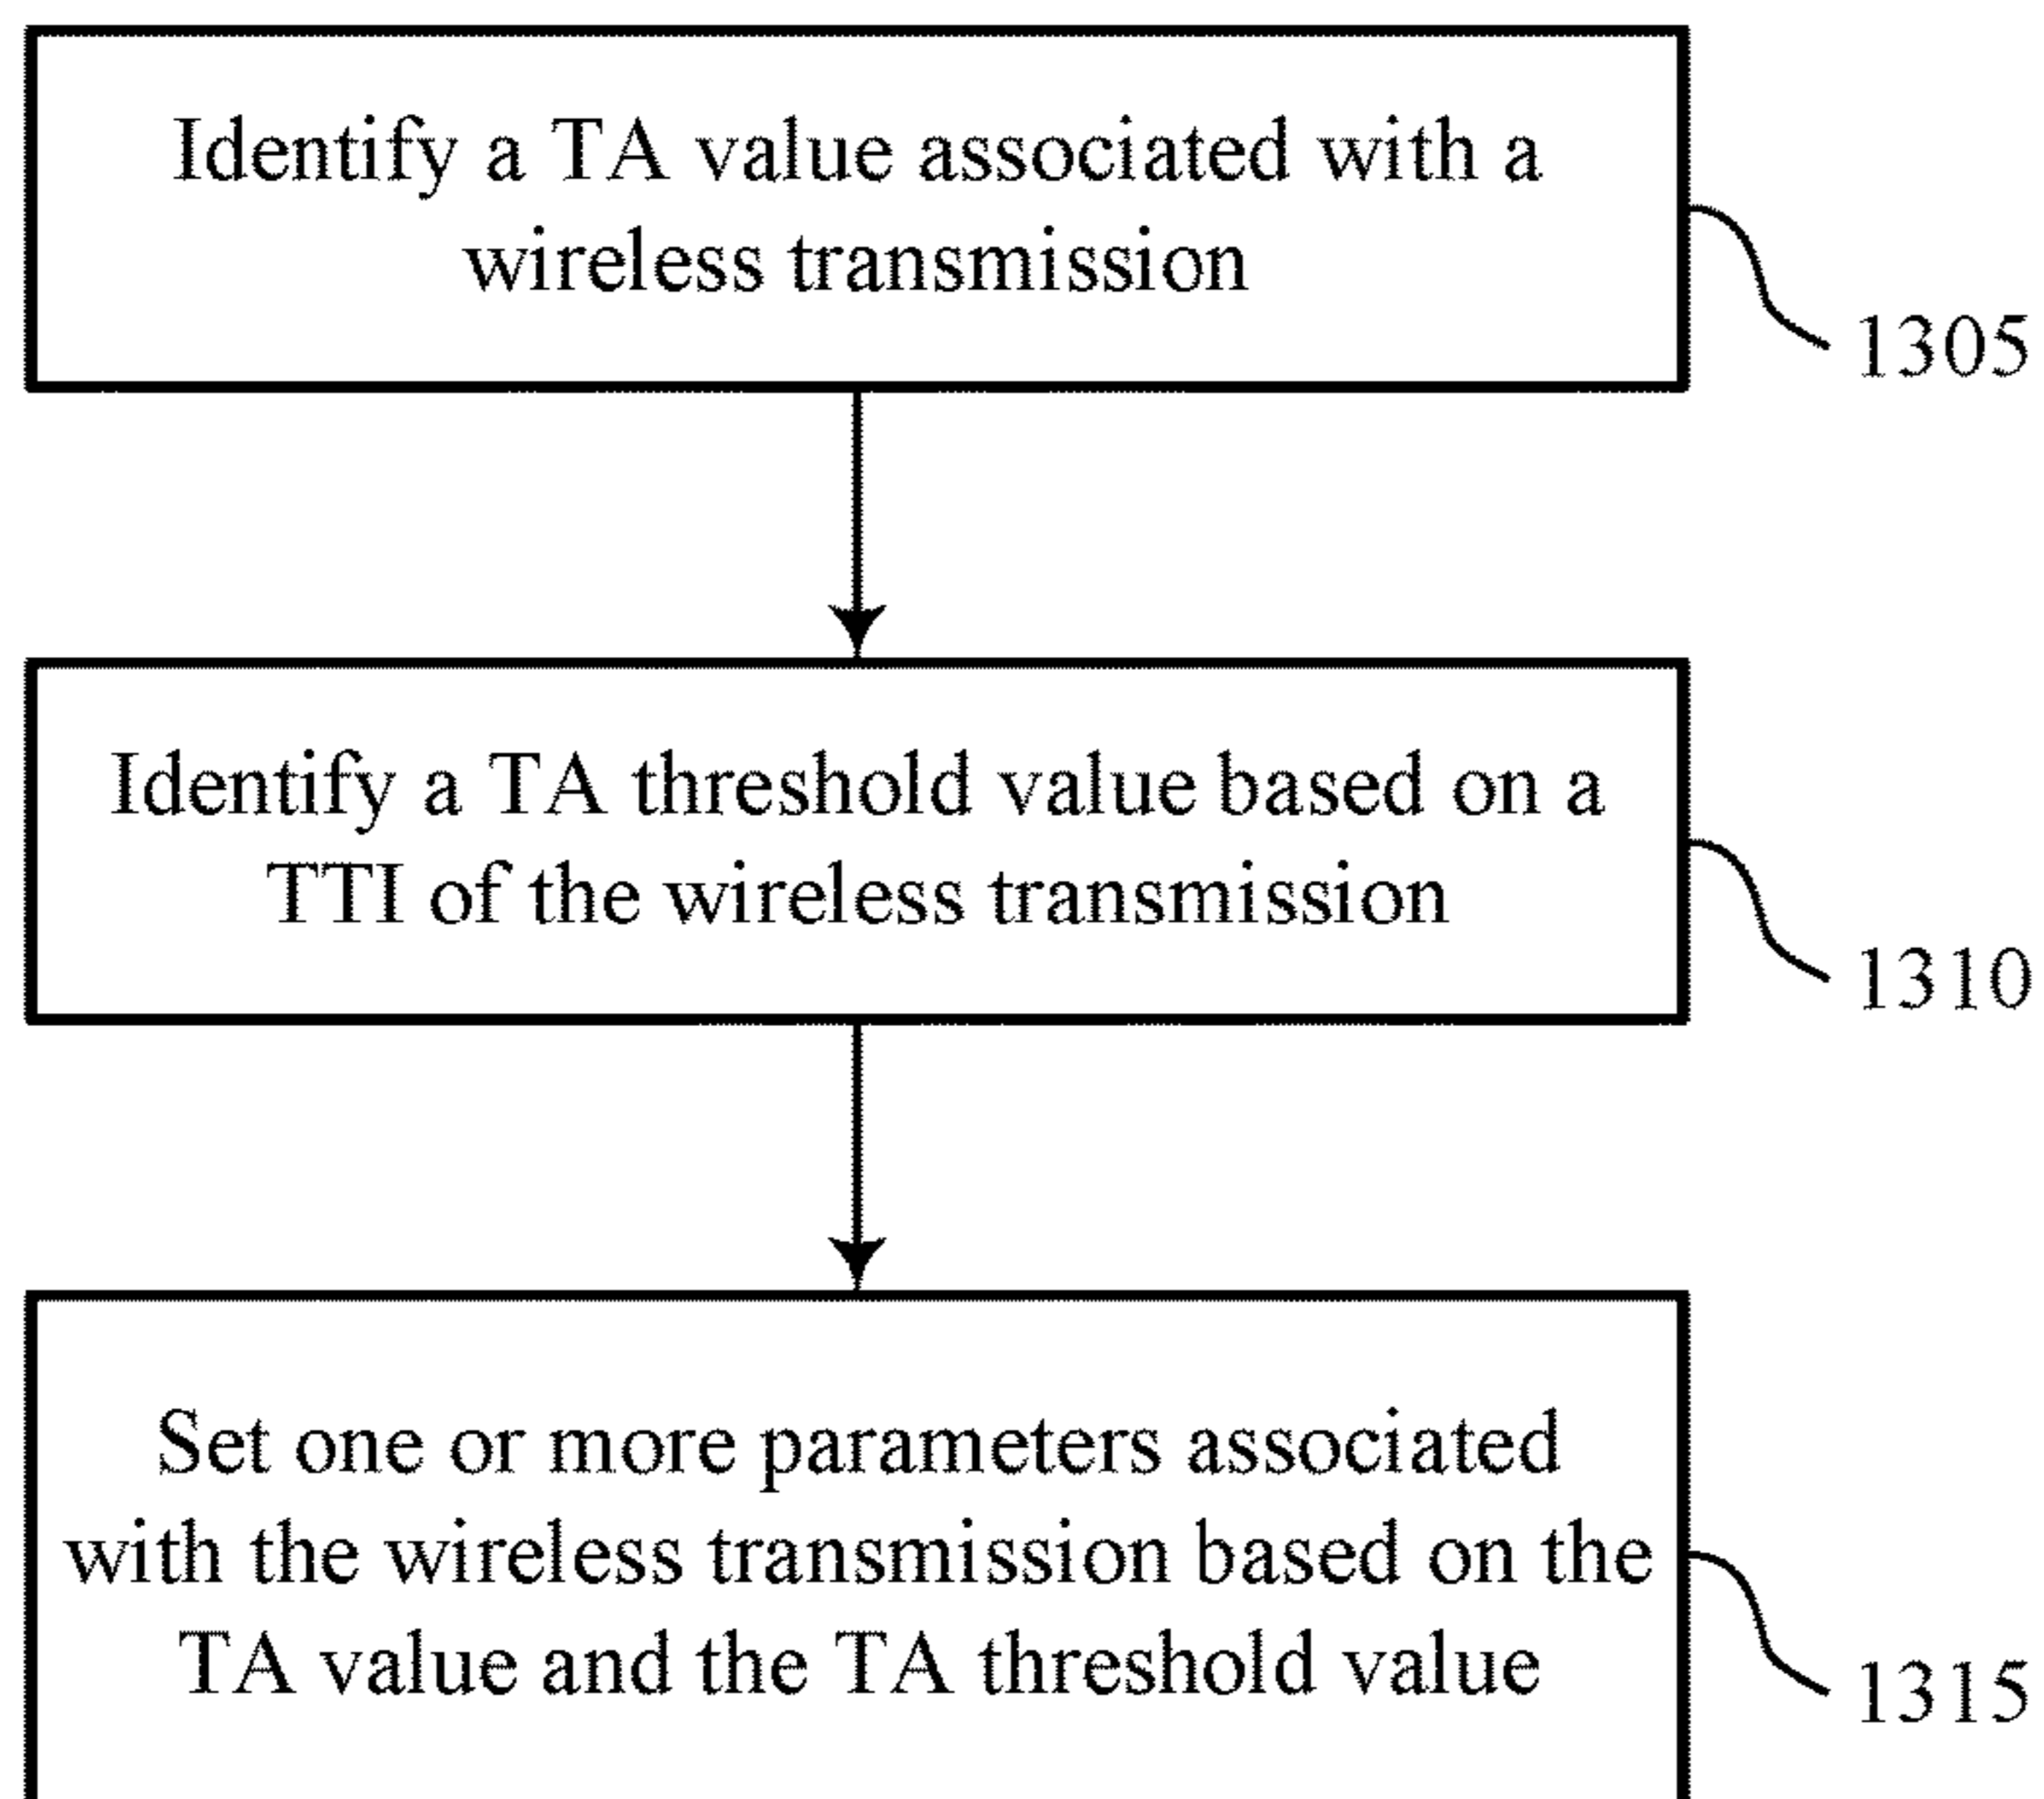 Identify a TA value associated with a
wireless transmission
1305
Identify a TA threshold value based on a
TTI of the wireless transmission
1310
Set one or more parameters associated
with the wireless transmission based on the
TA value and the TA threshold value
1315